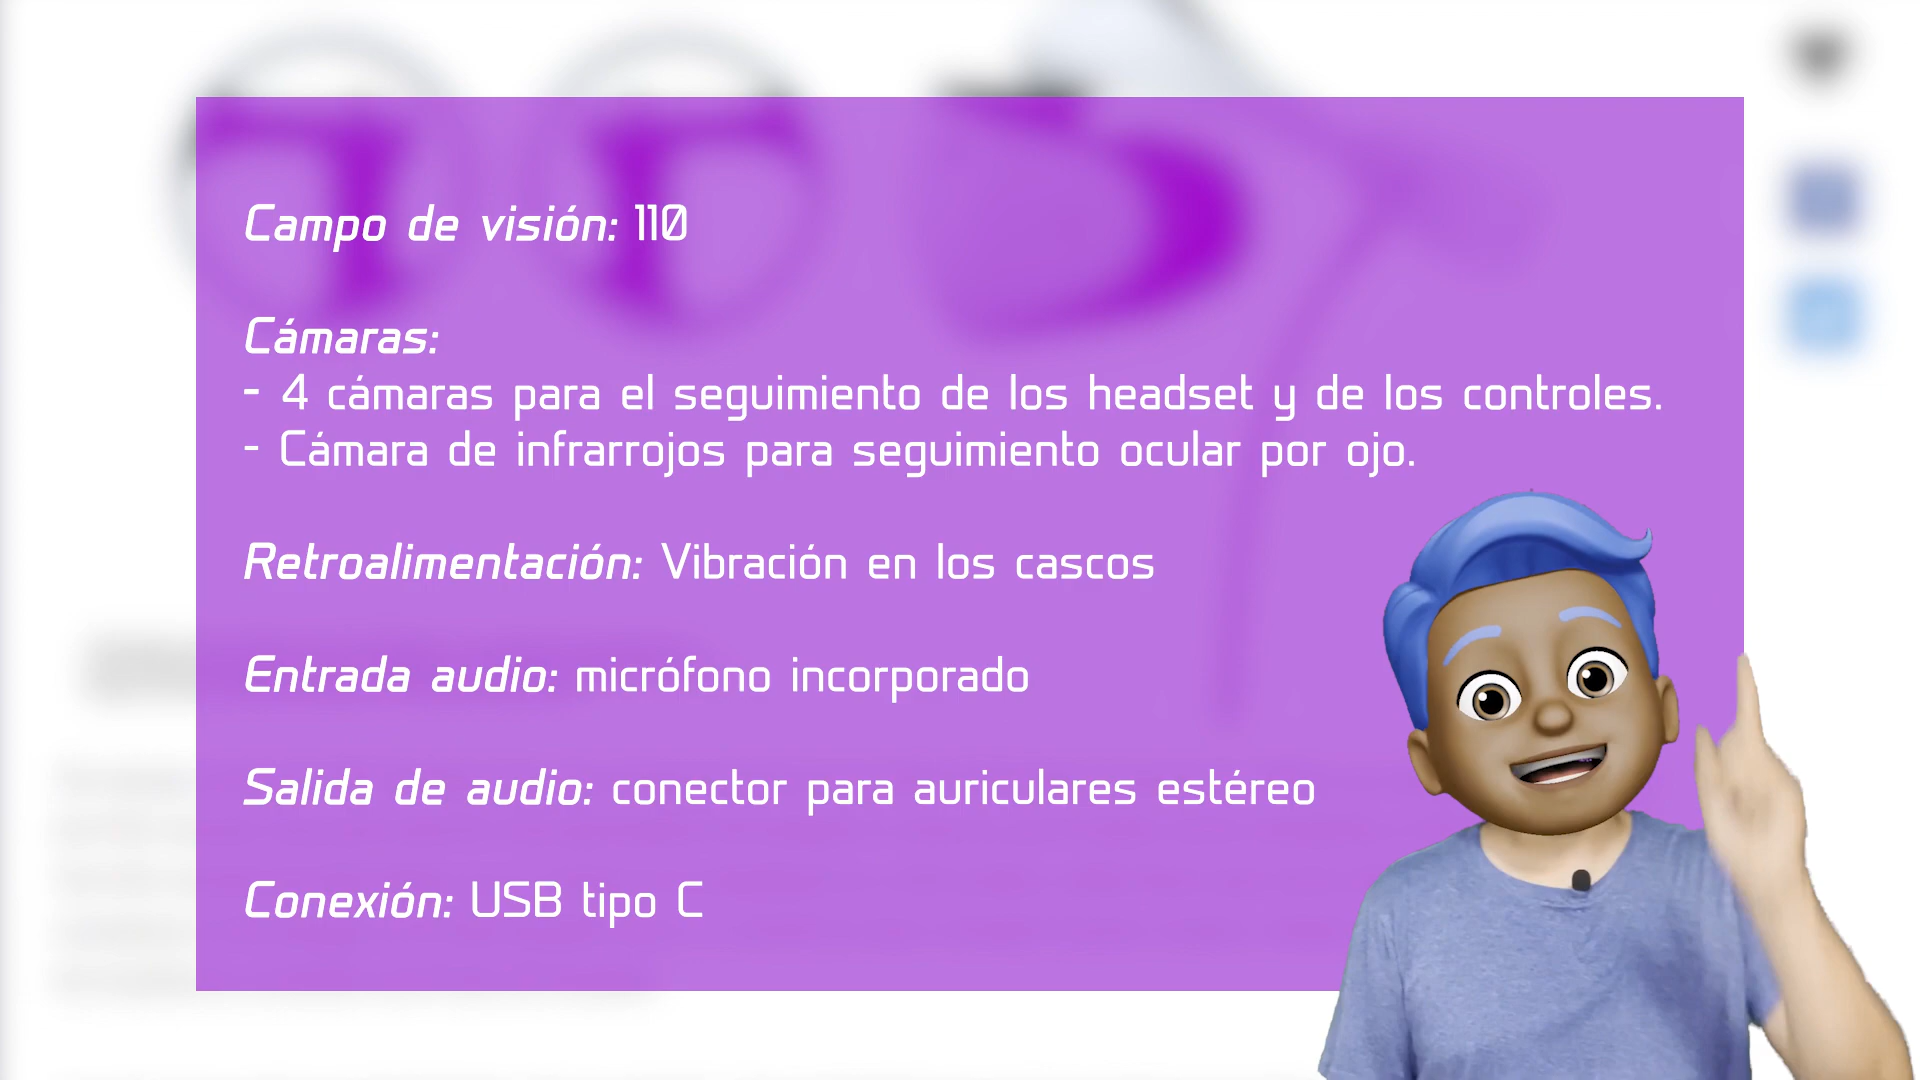 Campo de visión: 110
Cámaras:
- 4 cámaras para el seguimiento de los headset y de los controles.
- Cámara de infrarrojos para seguimiento ocular por ojo.
Retroalimentación: Vibración en los cascos
Entrada audio: micrófono incorporado
Salida de audio: conector para auriculares estéreo
Conexión: USB tipo C